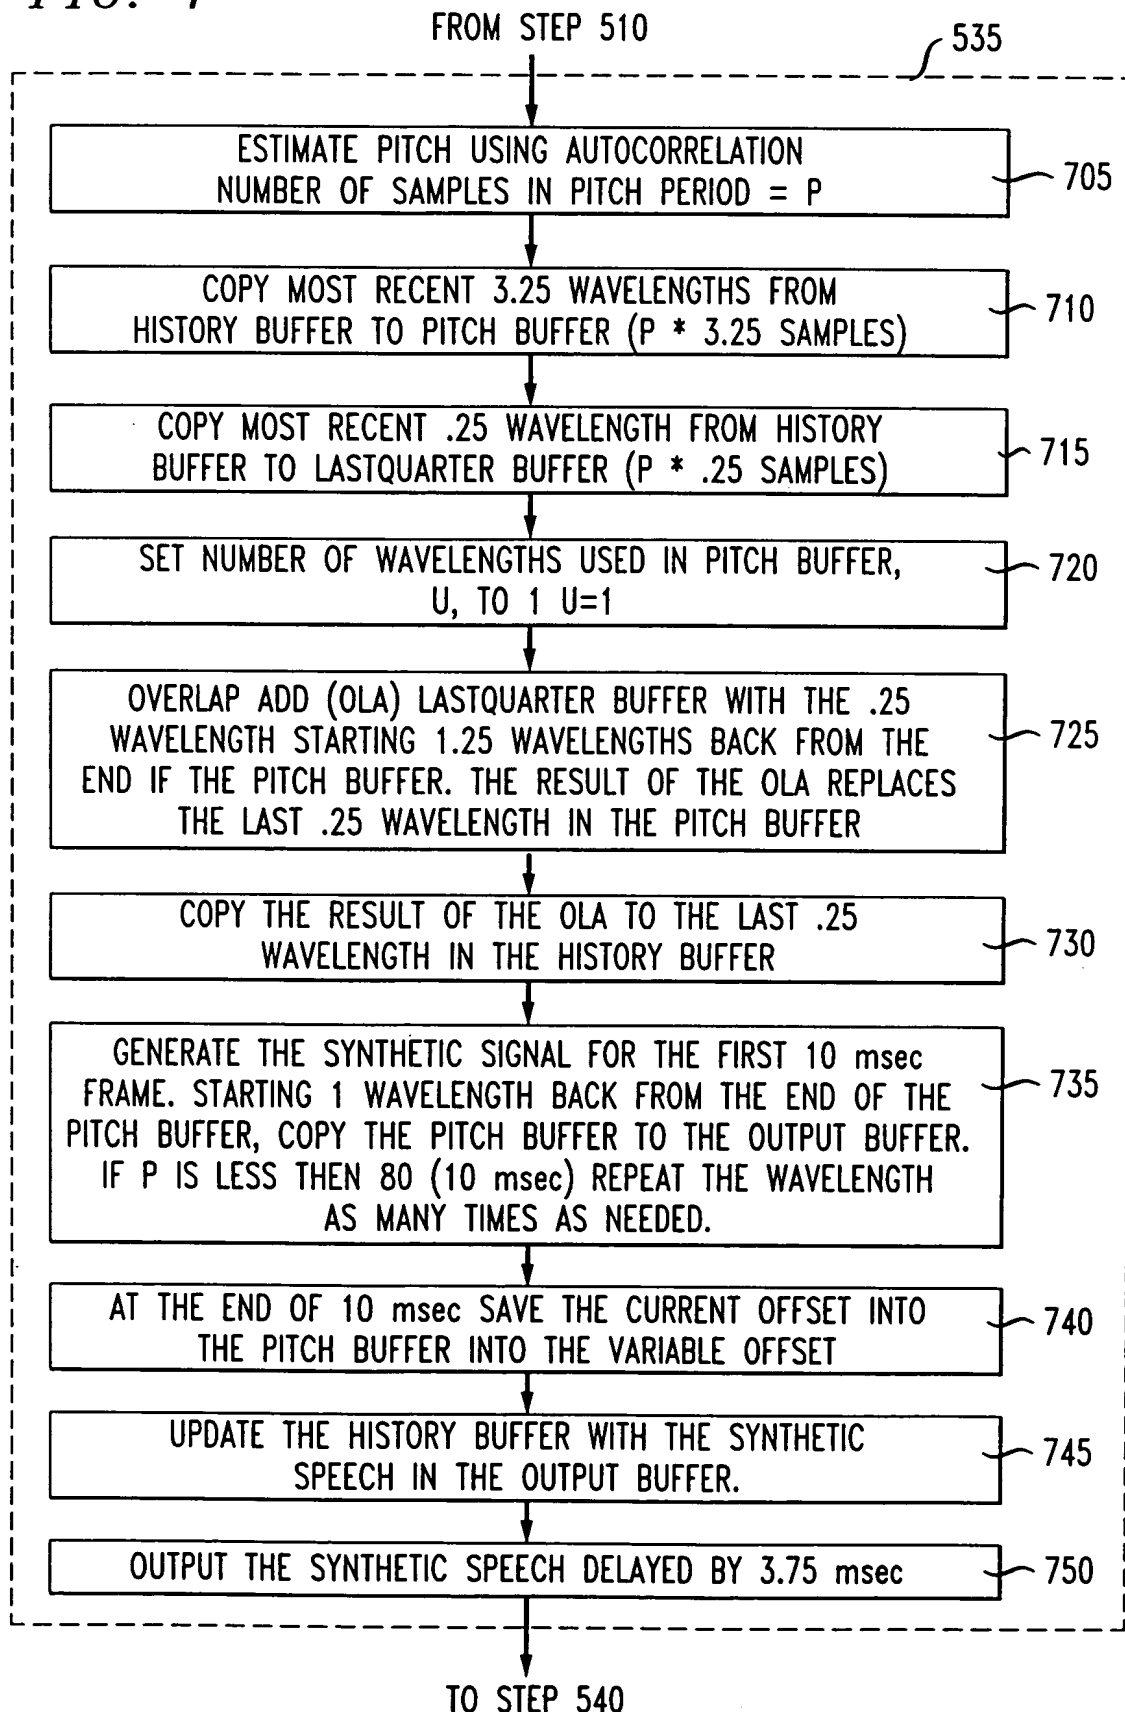 FROM STEP 510
535
ESTIMATE PITCH USING AUTOCORRELATION
NUMBER OF SAMPLES IN PITCH PERIOD = P
705
COPY MOST RECENT 3.25 WAVELENGTHS FROM
HISTORY BUFFER TO PITCH BUFFER (P * 3.25 SAMPLES)
710
COPY MOST RECENT .25 WAVELENGTH FROM HISTORY
BUFFER TO LASTQUARTER BUFFER (P * .25 SAMPLES)
715
SET NUMBER OF WAVELENGTHS USED IN PITCH BUFFER,
U, TO 1 U=1
720
OVERLAP ADD (OLA) LASTQUARTER BUFFER WITH THE .25
WAVELENGTH STARTING 1.25 WAVELENGTHS BACK FROM THE
END IF THE PITCH BUFFER. THE RESULT OF THE OLA REPLACES
THE LAST .25 WAVELENGTH IN THE PITCH BUFFER
725
COPY THE RESULT OF THE OLA TO THE LAST .25
WAVELENGTH IN THE HISTORY BUFFER
730
GENERATE THE SYNTHETIC SIGNAL FOR THE FIRST 10 msec
FRAME. STARTING 1 WAVELENGTH BACK FROM THE END OF THE
PITCH BUFFER, COPY THE PITCH BUFFER TO THE OUTPUT BUFFER.
IF P IS LESS THEN 80 (10 msec) REPEAT THE WAVELENGTH
AS MANY TIMES AS NEEDED.
735
AT THE END OF 10 msec SAVE THE CURRENT OFFSET INTO
THE PITCH BUFFER INTO THE VARIABLE OFFSET
740
UPDATE THE HISTORY BUFFER WITH THE SYNTHETIC
SPEECH IN THE OUTPUT BUFFER.
745
OUTPUT THE SYNTHETIC SPEECH DELAYED BY 3.75 msec
750
TO STEP 540